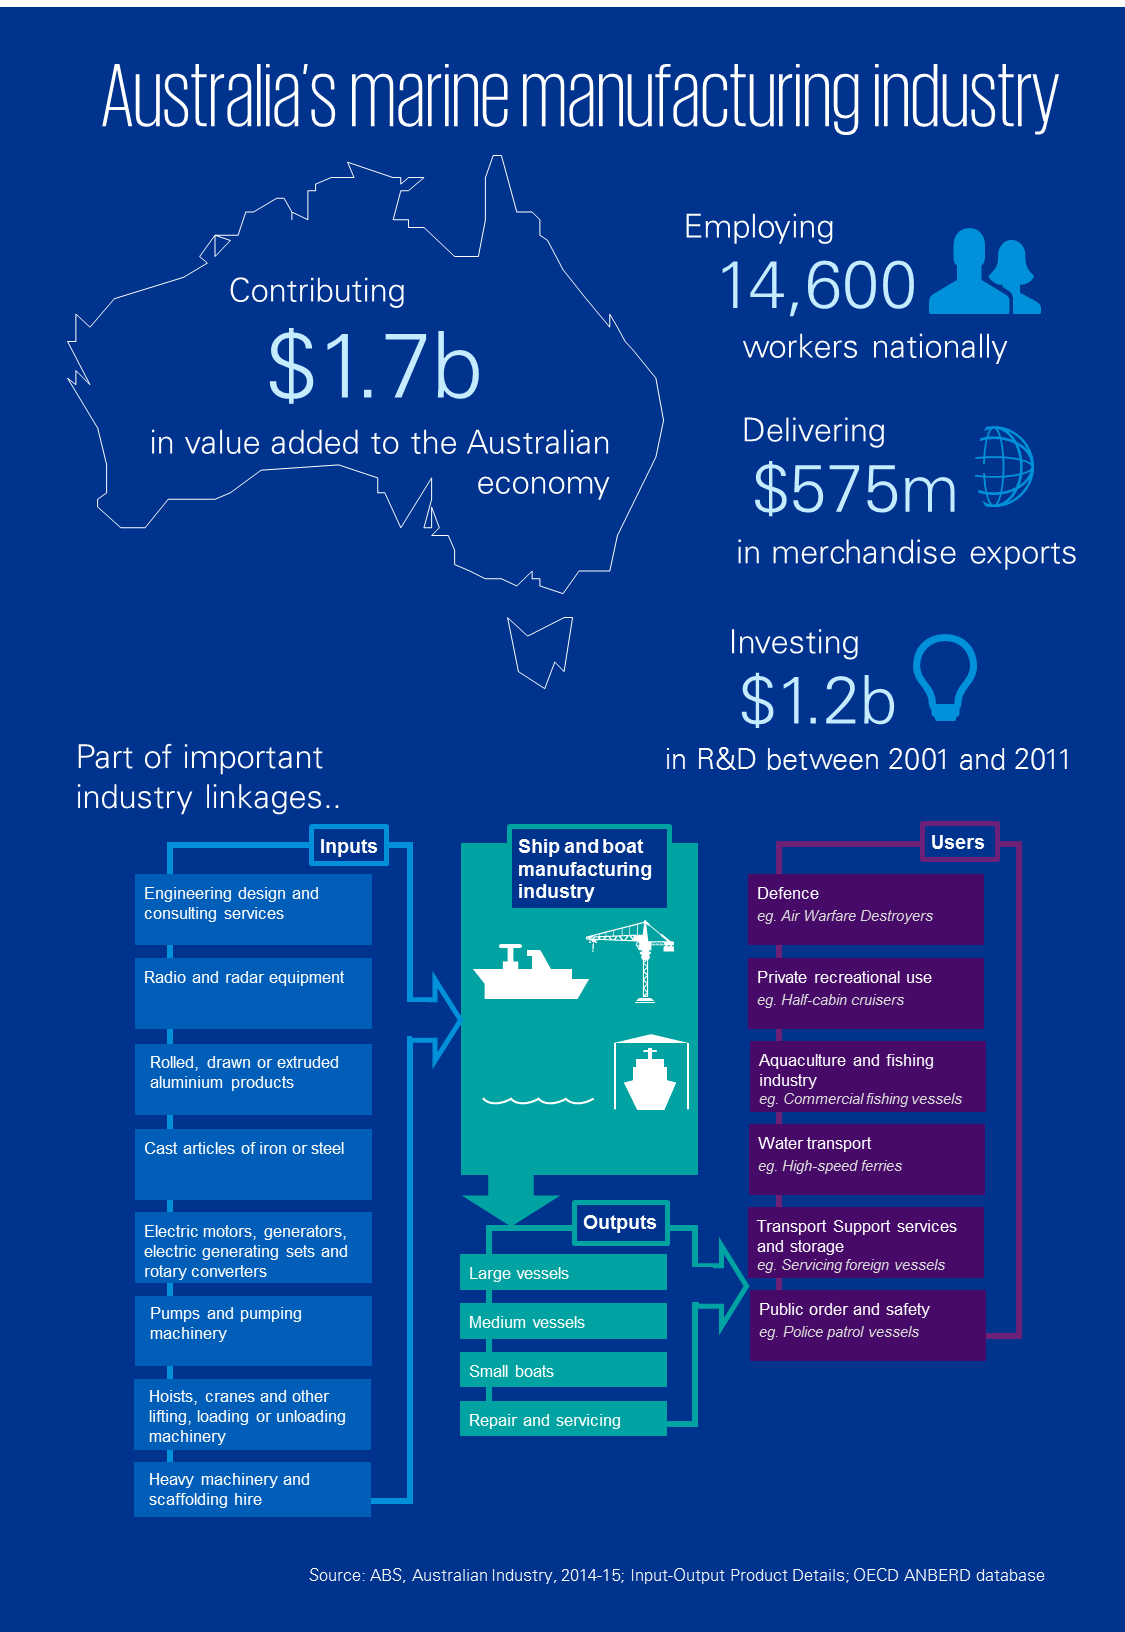 Australia's marine manufacturing industry
Contributing
$1.7b
in value added to the Australian
economy
Employing
14,600
workers nationally
Delivering
$575m
in merchandise exports
Investing
$1.2b
in R&D between 2001 and 2011
Part of important
industry linkages..
Inputs
Engineering design and
consulting services
Radio and radar equipment
Rolled, drawn or extruded
aluminium products
Cast articles of iron or steel
Electric motors, generators,
electric generating sets and
rotary converters
Pumps and pumping
machinery
Hoists, cranes and other
lifting, loading or unloading
machinery
Heavy machinery and
scaffolding hire
Ship and boat
manufacturing
industry
Outputs
Large vessels
Medium vessels
Small boats
Repair and servicing
Users
Defence
eg. Air Warfare Destroyers
Private recreational use
eg. Half-cabin cruisers
Aquaculture and fishing
industry
eg. Commercial fishing vessels
Water transport
eg. High-speed ferries
Transport Support services
and storage
eg. Servicing foreign vessels
Public order and safety
eg. Police patrol vessels
Source: ABS, Australian Industry, 2014-15; Input-Output Product Details; OECD ANBERD database